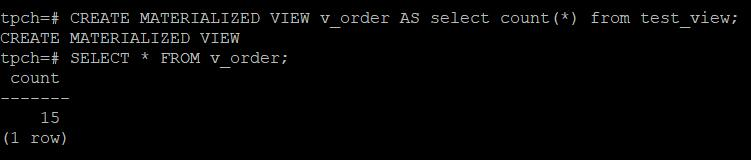 tpch=# CREATE MATERIALIZED VIEW v_order AS select count(*) from test_view;
CREATE MATERIALIZED VIEW
tpch=# SELECT * FROM v_order;
 count
-------
    15
(1 row)